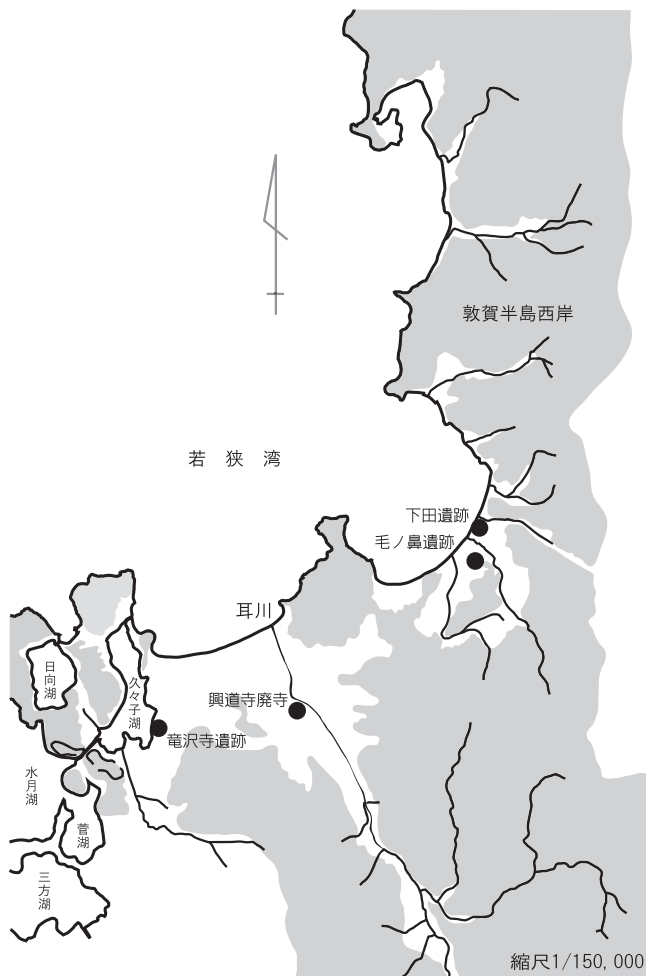 敦賀半島西岸
若狭湾
下田遺跡
毛ノ鼻遺跡
耳川
日向湖
久々子湖
興道寺廃寺
竜沢寺遺跡
水月湖
菅湖
三方湖
縮尺1/150,000